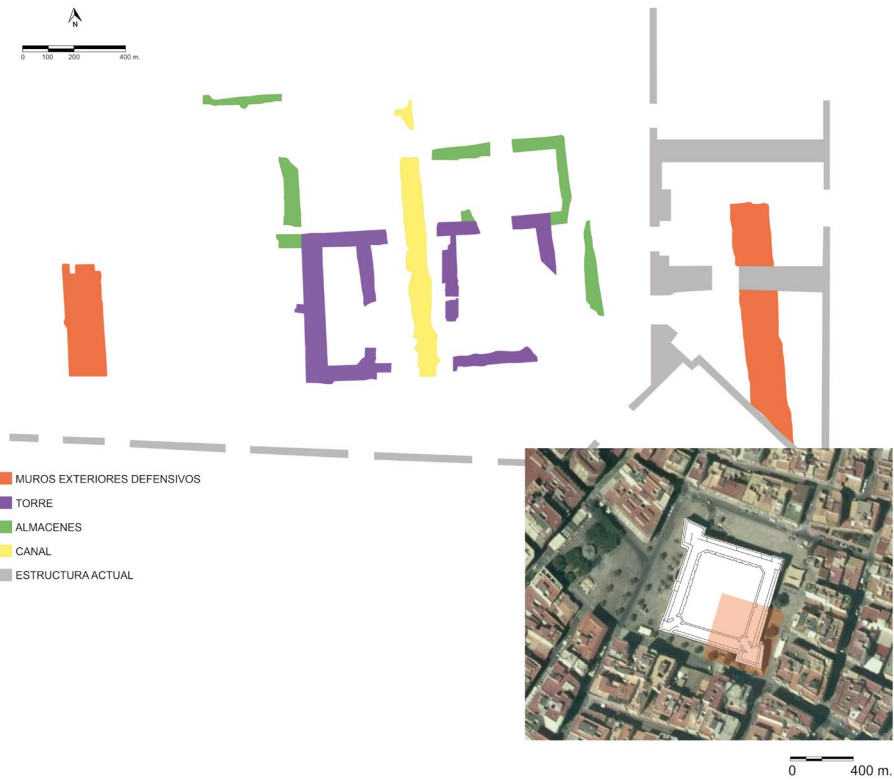 N
0 100 200 400 m.
MUROS EXTERIORES DEFENSIVOS
TORRE
ALMACENES
CANAL
ESTRUCTURA ACTUAL
0 400 m.